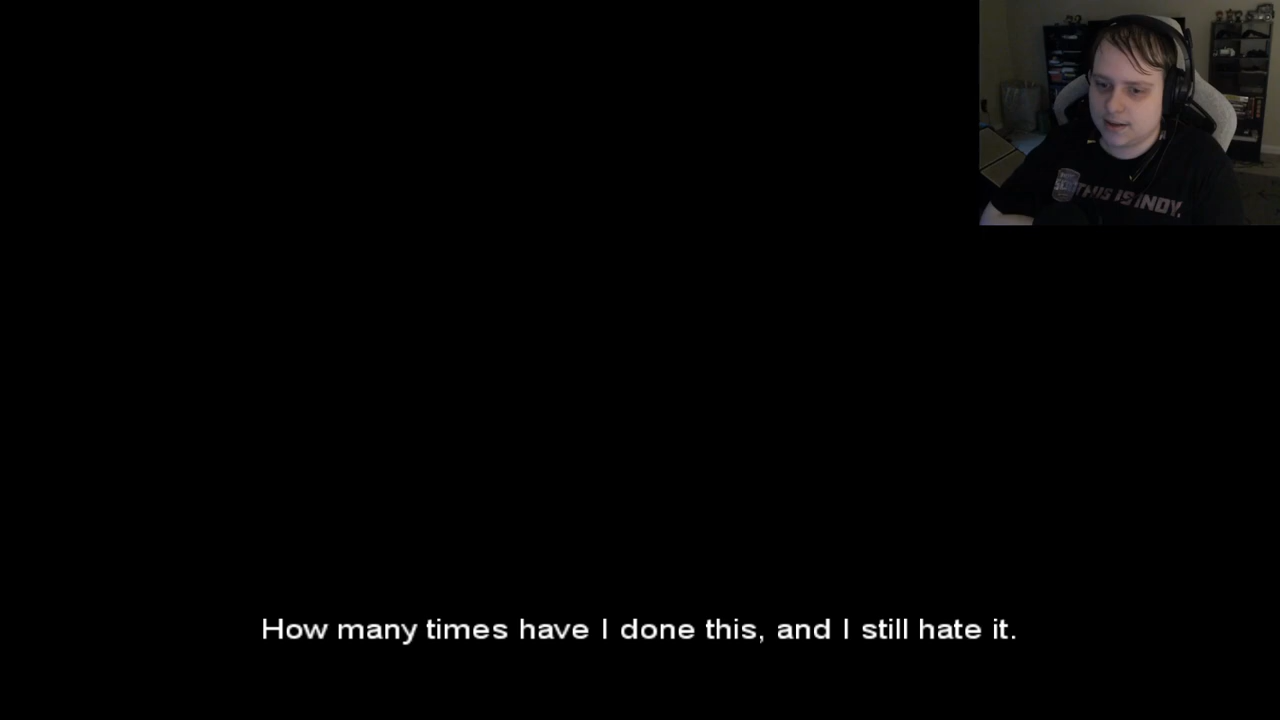 THIS IS INDY.
How many times have I done this, and I still hate it.